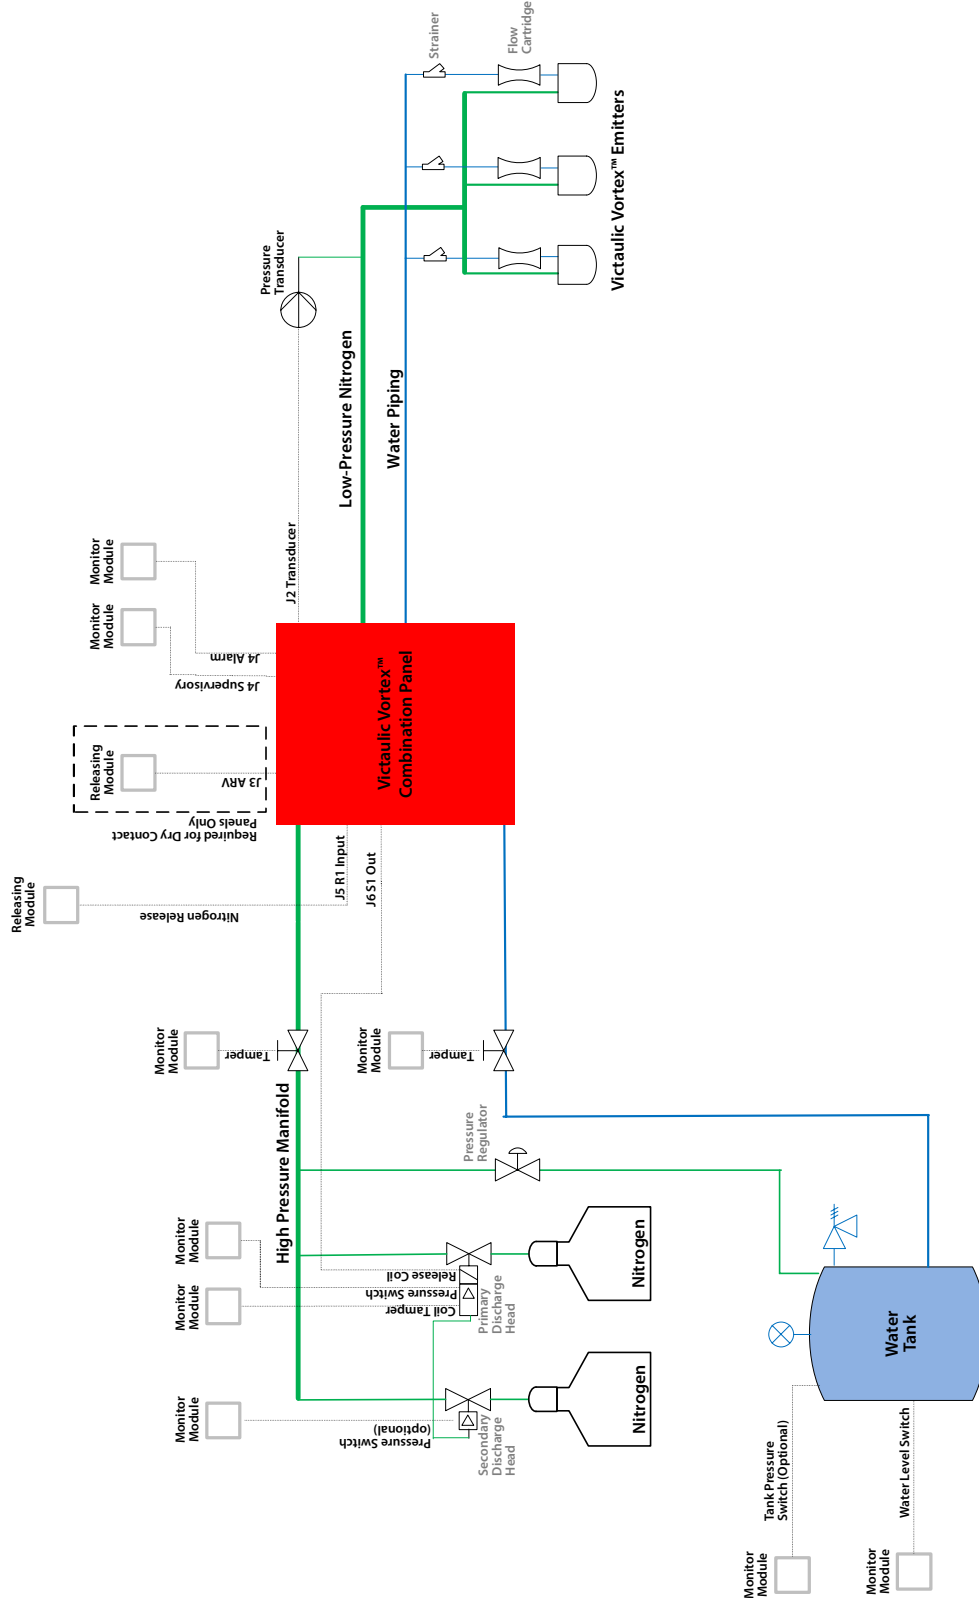 Strainer
Flow
Cartridge
Victaulic Vortex™ Emitters
Pressure
Transducer
Low-Pressure Nitrogen
Water Piping
J2 Transducer
Monitor
Module
Monitor
Module
J4 Alarm
J4 Supervisory
Releasing
Module
J3 ARV
Required for Dry Contact
Panels Only
Victaulic Vortex™
Combination Panel
Releasing
Module
Nitrogen Release
J5 R1 Input
J6 S1 Out
Monitor
Module
Tamper
Monitor
Module
Tamper
High Pressure Manifold
Pressure
Regulator
Monitor
Module
Monitor
Module
Release Coil
Pressure Switch
Coil Tamper
Primary
Discharge
Head
Nitrogen
Monitor
Module
Pressure Switch
(optional)
Secondary
Discharge
Head
Nitrogen
Water
Tank
Tank Pressure
Switch (Optional)
Water Level Switch
Monitor
Module
Monitor
Module